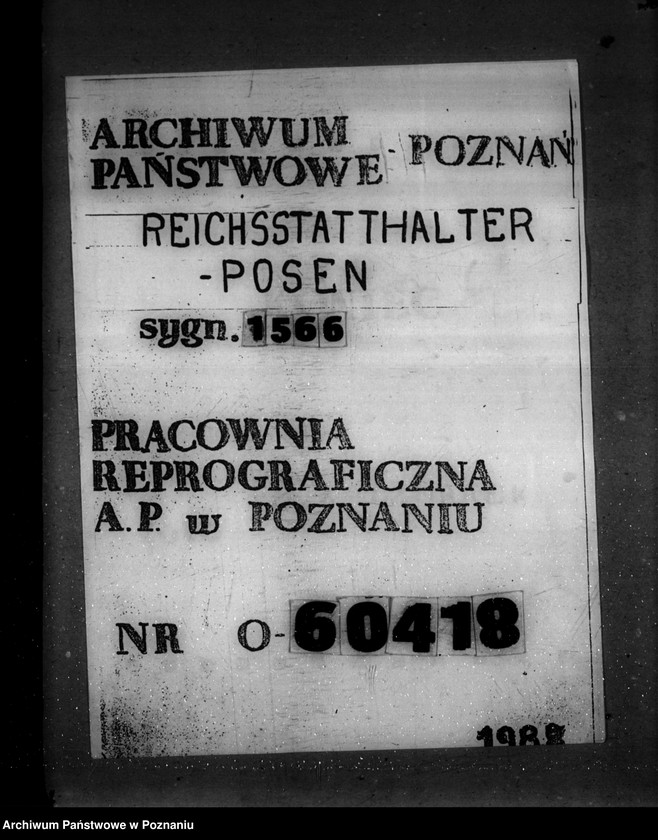 ARCHIWUM
PAŃSTWOWE - POZNAŃ
REICHSSTATTHALTER
-POSEN
sygn. 1566
PRACOWNIA
REPROGRAFICZNA
A.P. w POZNANIU
NR O-60418
Archiwum Państwowe w Poznaniu